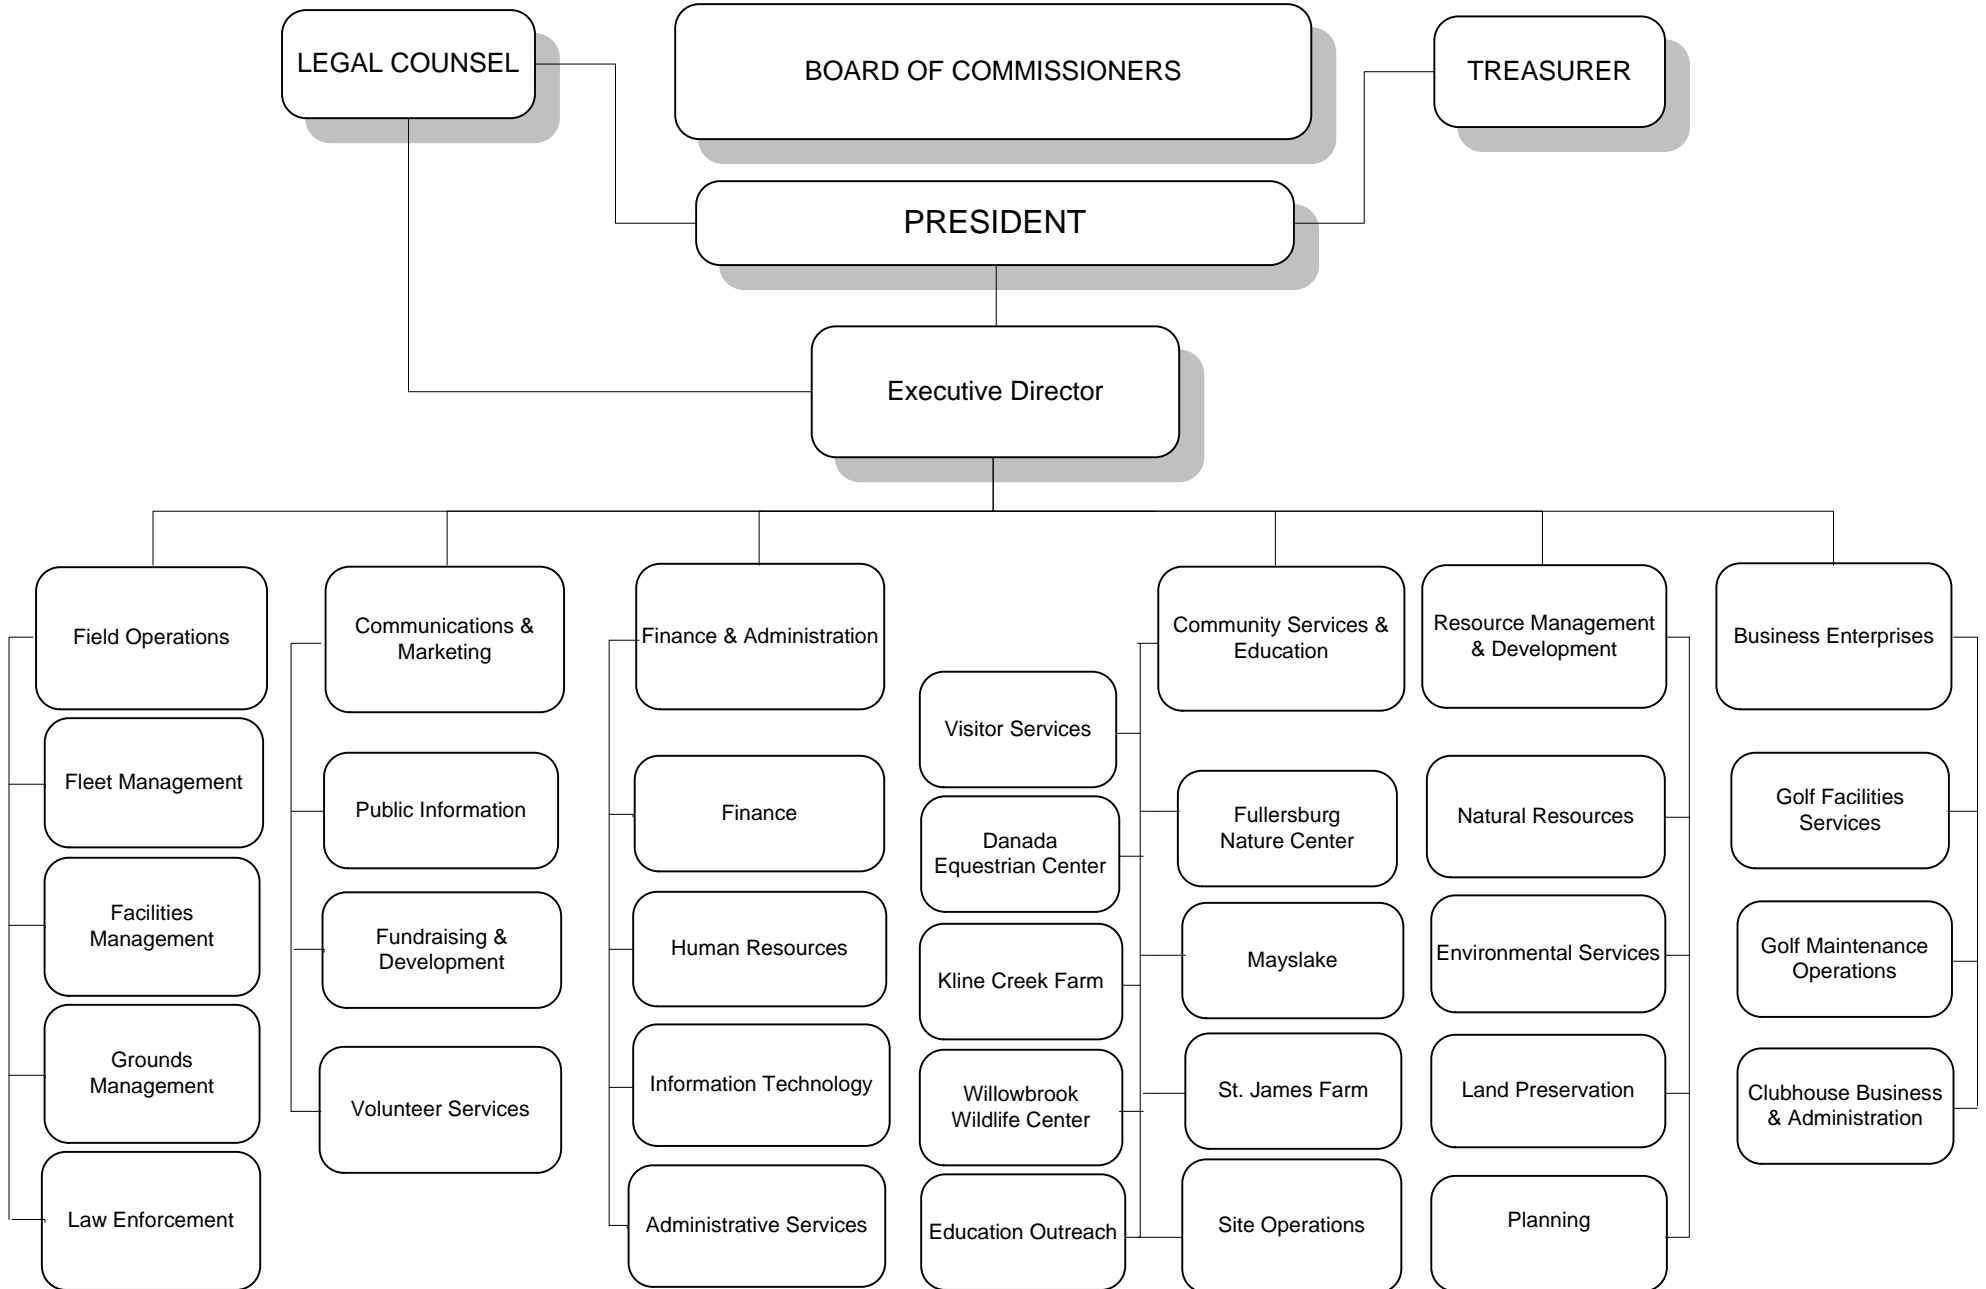 LEGAL COUNSEL
BOARD OF COMMISSIONERS
TREASURER
PRESIDENT
Executive Director
Field Operations
Fleet Management
Facilities
Management
Grounds
Management
Law Enforcement
Communications &
Marketing
Public Information
Fundraising &
Development
Volunteer Services
Finance & Administration
Finance
Human Resources
Information Technology
Administrative Services
Community Services &
Education
Visitor Services
Danada
Equestrian Center
Kline Creek Farm
Willowbrook
Wildlife Center
Education Outreach
Fullersburg
Nature Center
Mayslake
St. James Farm
Site Operations
Resource Management
& Development
Natural Resources
Environmental Services
Land Preservation
Planning
Business Enterprises
Golf Facilities
Services
Golf Maintenance
Operations
Clubhouse Business
& Administration